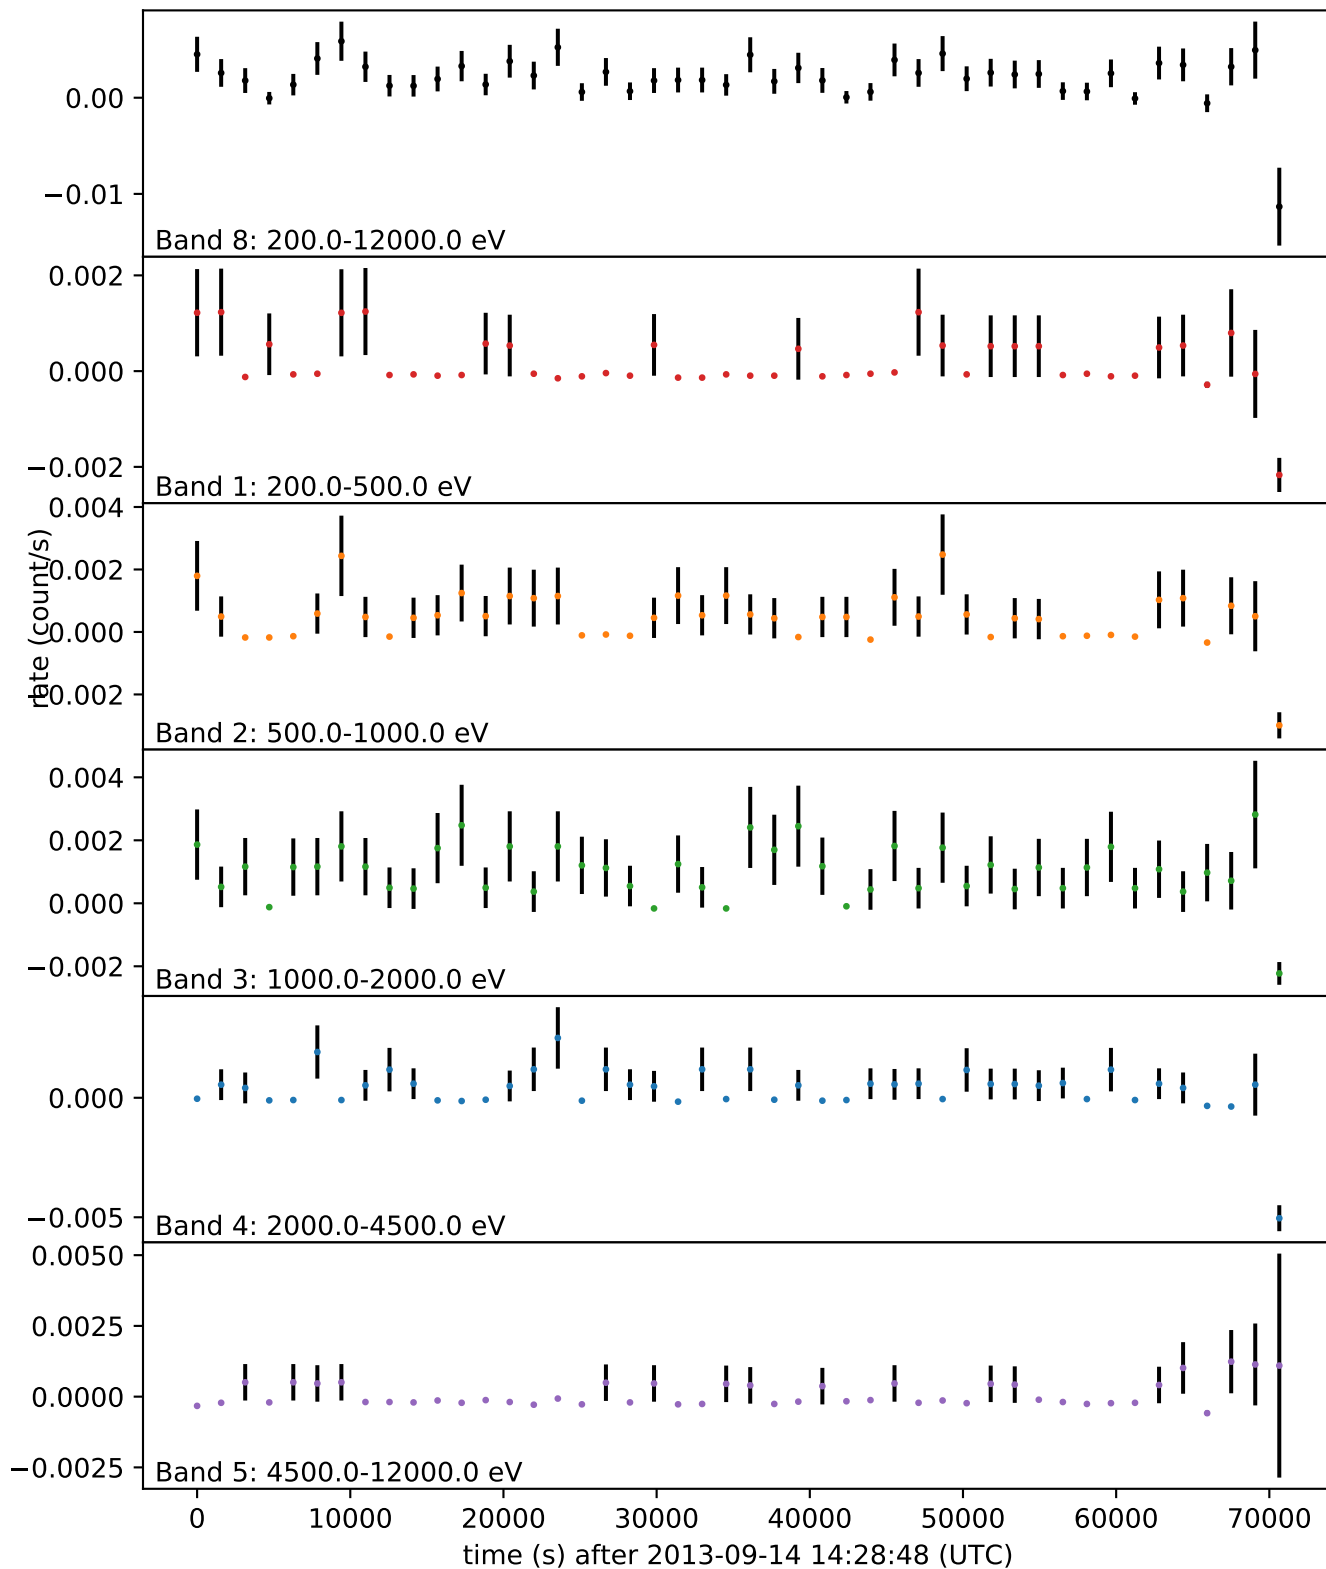 0.00
−0.01
Band 8: 200.0-12000.0 eV
0.002
0.000
−0.002
Band 1: 200.0-500.0 eV
0.004
0.002
0.000
−0.002
Band 2: 500.0-1000.0 eV
rate (count/s)
0.004
0.002
0.000
−0.002
Band 3: 1000.0-2000.0 eV
0.000
−0.005
Band 4: 2000.0-4500.0 eV
0.0050
0.0025
0.0000
−0.0025
Band 5: 4500.0-12000.0 eV
0 10000 20000 30000 40000 50000 60000 70000
time (s) after 2013-09-14 14:28:48 (UTC)